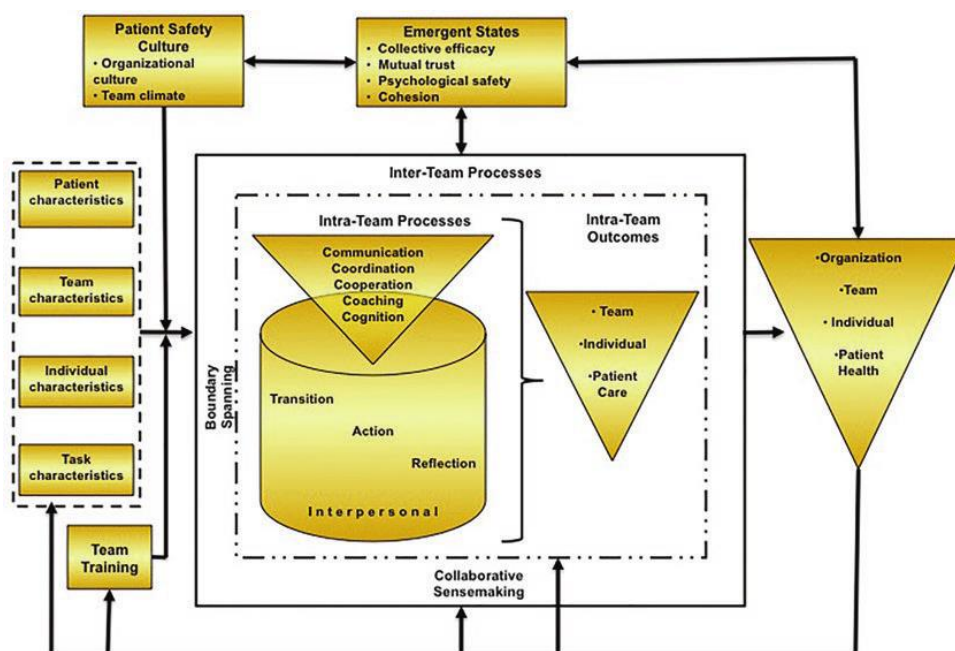 Patient Safety
Culture
• Organizational
culture
• Team climate
Emergent States
• Collective efficacy
• Mutual trust
• Psychological safety
• Cohesion
Patient
characteristics
Team
characteristics
Individual
characteristics
Task
characteristics
Team
Training
Inter-Team Processes
Boundary
Spanning
Intra-Team Processes
Communication
Coordination
Cooperation
Coaching
Cognition
Transition
Action
Reflection
Interpersonal
Intra-Team
Outcomes
• Team
•Individual
•Patient
Care
Collaborative
Sensemaking
•Organization
•Team
•Individual
•Patient
Health